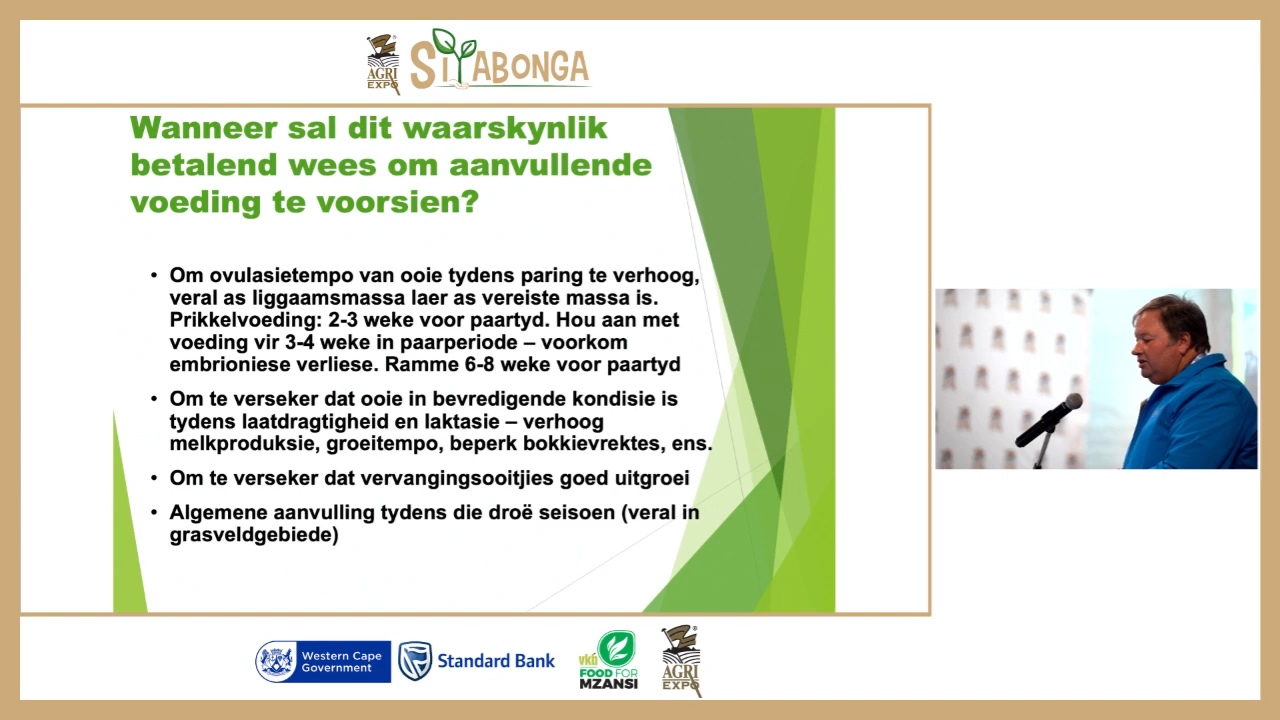 AGRI
EXPO
SIYABONGA
Wanneer sal dit waarskynlik
betalend wees om aanvullende
voeding te voorsien?
• Om ovulasietempo van ooie tydens paring te verhoog,
veral as liggaamsmassa laer as vereiste massa is.
Prikkelvoeding: 2-3 weke voor paartyd. Hou aan met
voeding vir 3-4 weke in paarperiode – voorkom
embrioniese verliese. Ramme 6-8 weke voor paartyd
• Om te verseker dat ooie in bevredigende kondisie is
tydens laatdragtigheid en laktasie – verhoog
melkproduksie, groeitempo, beperk bokkievrektes, ens.
• Om te verseker dat vervangingsooitjies goed uitgroei
• Algemene aanvulling tydens die droë seisoen (veral in
grasveldgebiede)
Western Cape
Government
Standard Bank
vkb
FOOD FOR
MZANSI
AGRI
EXPO